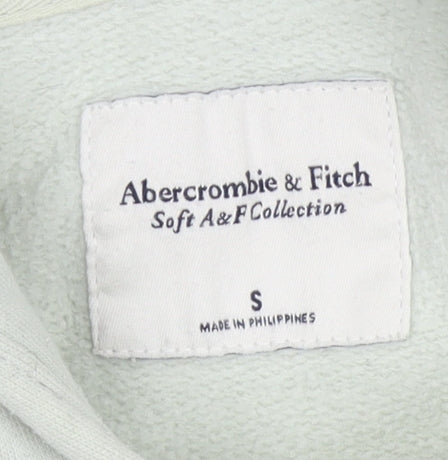 Abercrombie & Fitch
Soft A&F Collection
S
MADE IN PHILIPPINES